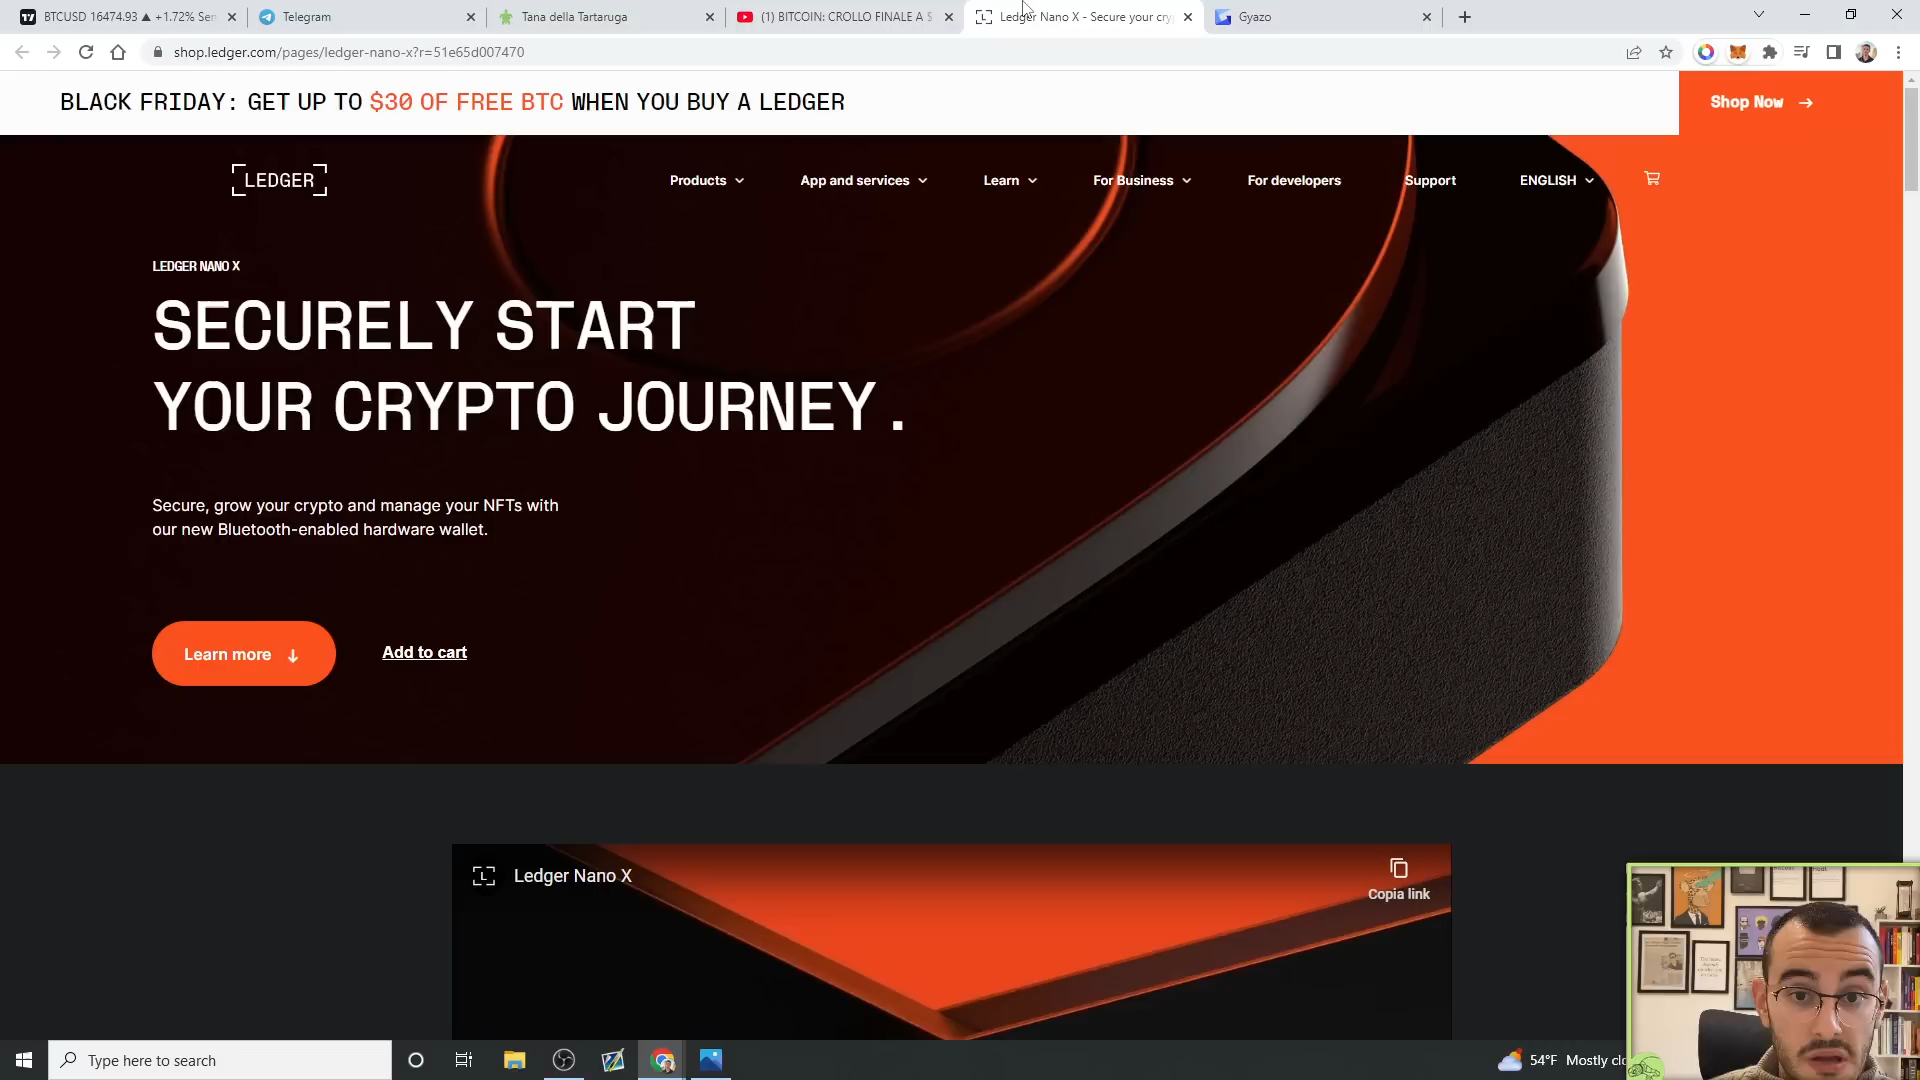 BTCUSD 16474.93 ▲ +1.72% Sen
Telegram
Tana della Tartaruga
(1) BITCOIN: CROLLO FINALE A $
Ledger Nano X - Secure your cryp
Gyazo
shop.ledger.com/pages/ledger-nano-x?r=51e65d007470
BLACK FRIDAY: GET UP TO $30 OF FREE BTC WHEN YOU BUY A LEDGER
Shop Now →
LEDGER
Products
App and services
Learn
For Business
For developers
Support
ENGLISH
LEDGER NANO X
SECURELY START
YOUR CRYPTO JOURNEY.
Secure, grow your crypto and manage your NFTs with
our new Bluetooth-enabled hardware wallet.
Learn more ↓
Add to cart
Ledger Nano X
Copia link
Type here to search
54°F Mostly clo